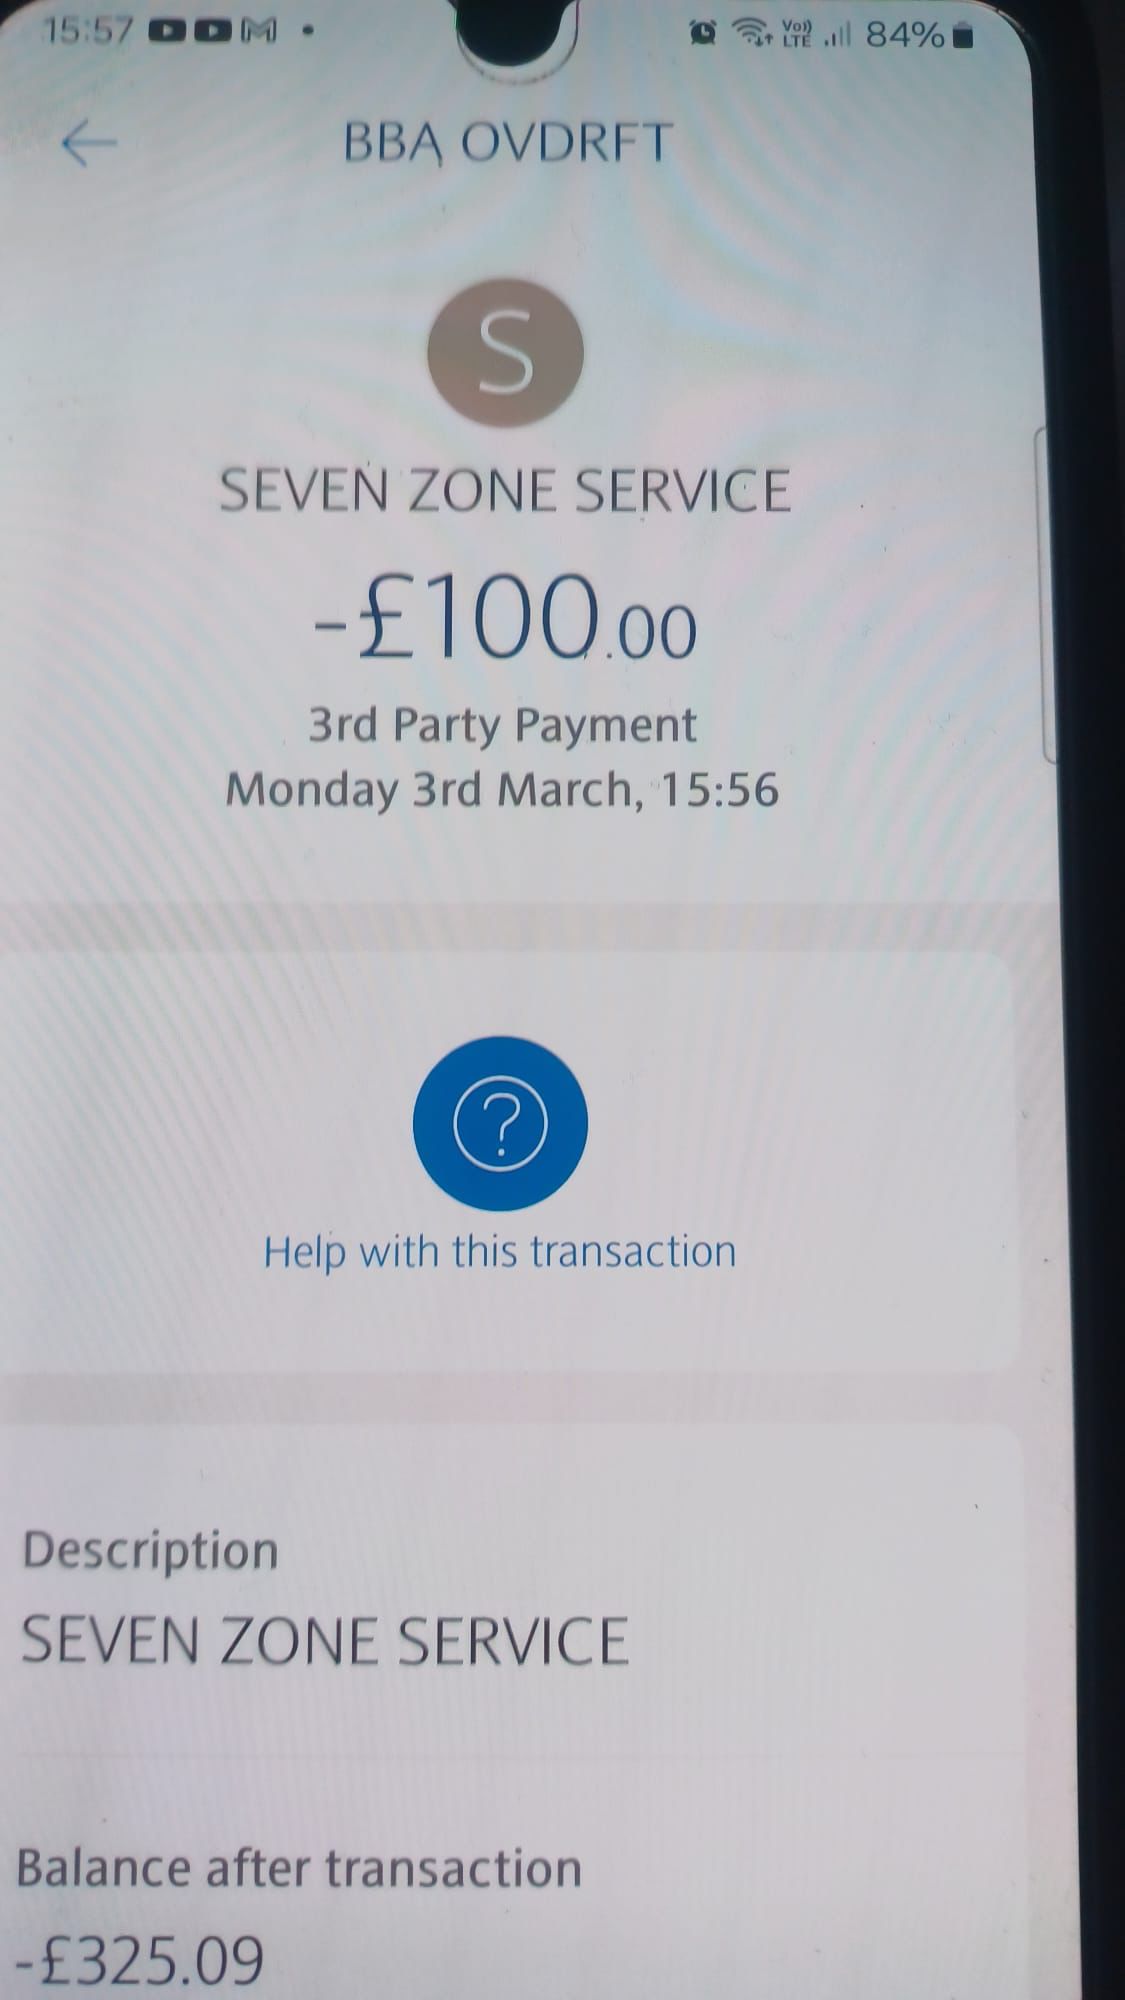 15:57
Vo)) LTE 84%
BBA OVDRFT
S
SEVEN ZONE SERVICE
-£100.00
3rd Party Payment
Monday 3rd March, 15:56
?
Help with this transaction
Description
SEVEN ZONE SERVICE
Balance after transaction
-£325.09